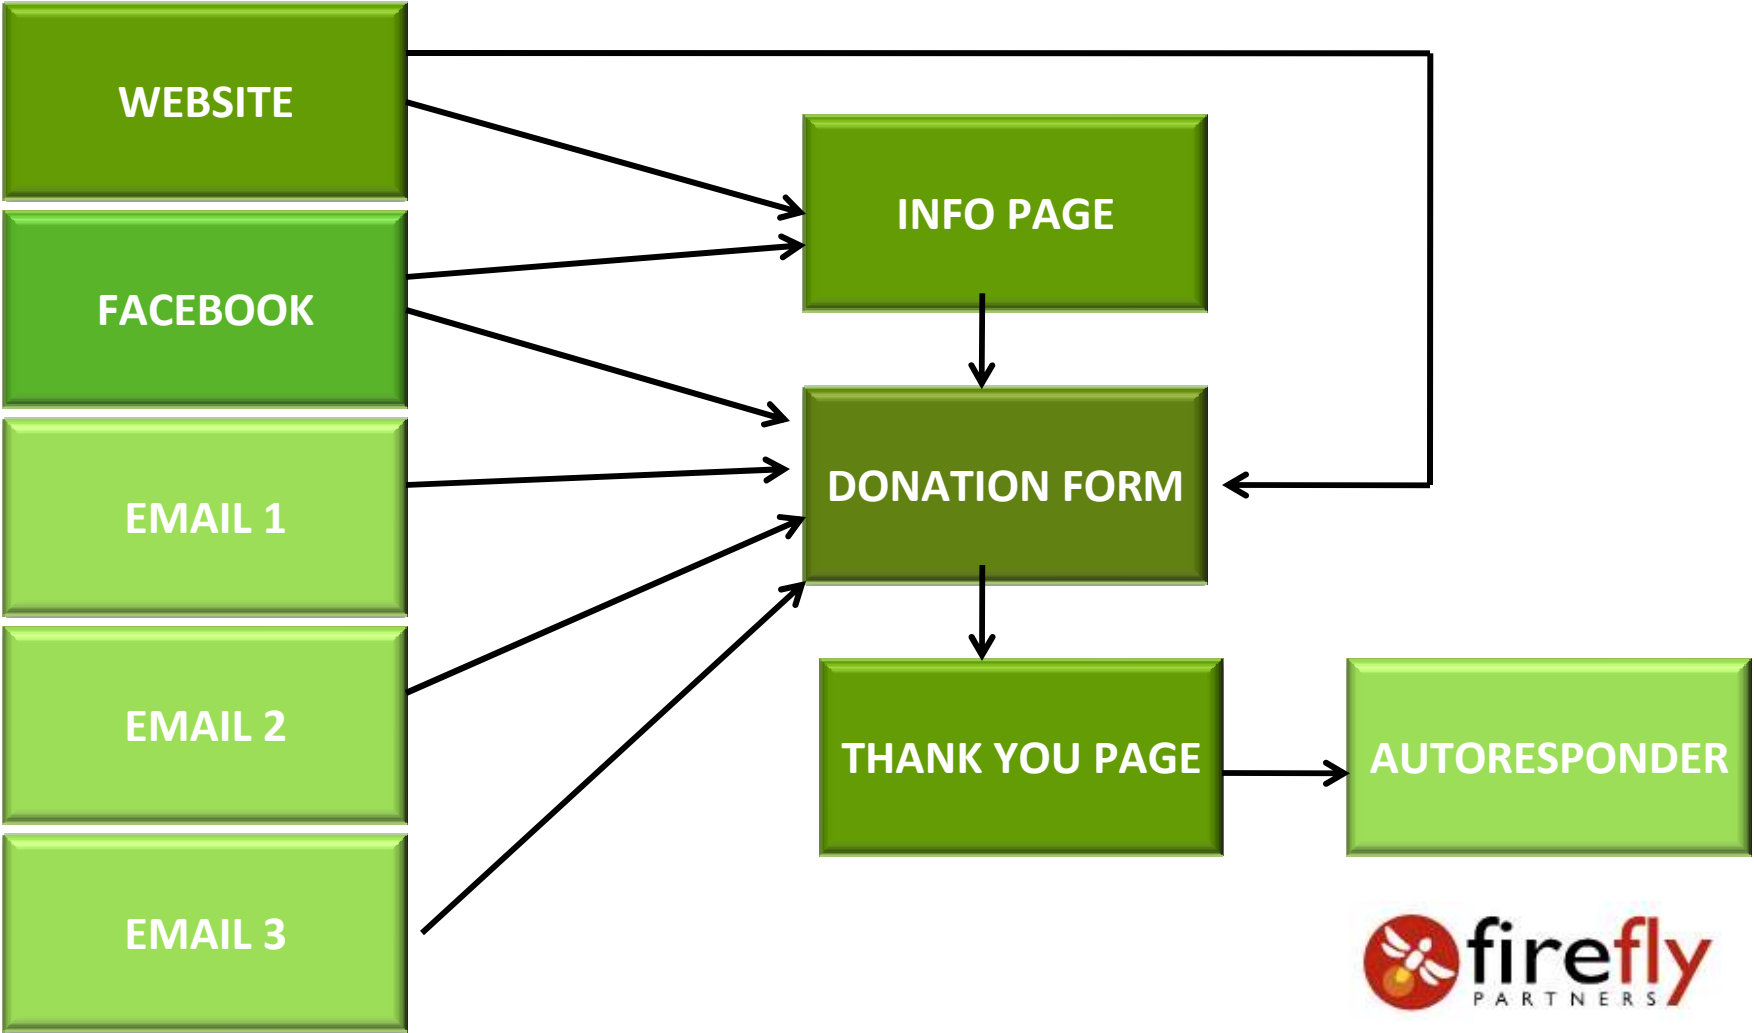 WEBSITE
INFO PAGE
FACEBOOK
DONATION FORM
EMAIL 1
EMAIL 2
THANK YOU PAGE
AUTORESPONDER
EMAIL 3
firefly
PARTNERS